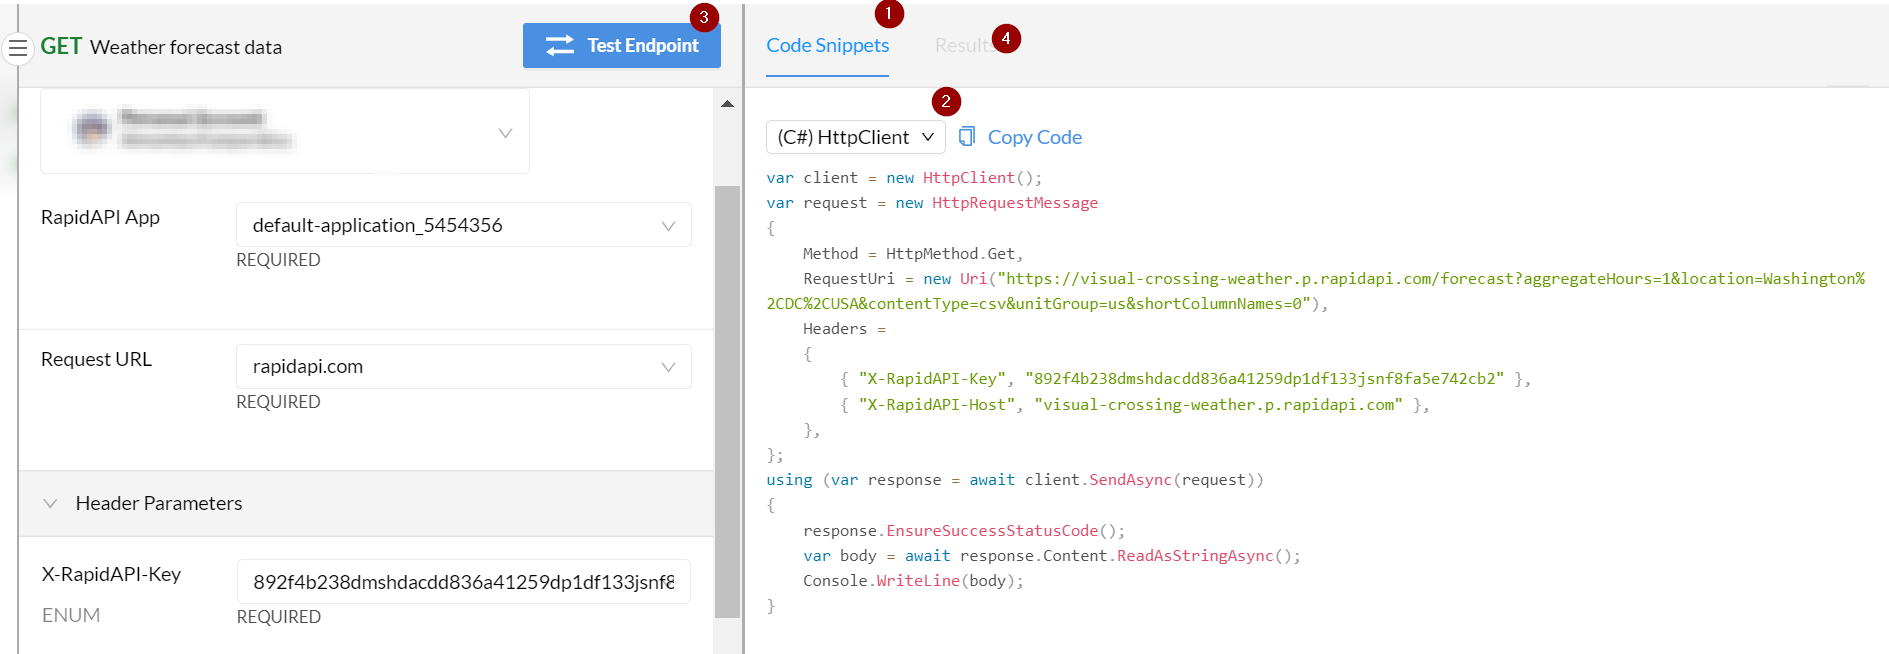 GET Weather forecast data
3
Test Endpoint
RapidAPI App
default-application_5454356
REQUIRED
Request URL
rapidapi.com
REQUIRED
Header Parameters
X-RapidAPI-Key
ENUM
892f4b238dmshdacdd836a41259dp1df133jsnf8
REQUIRED
1
Code Snippets
Results
4
2
(C#) HttpClient
Copy Code
var client = new HttpClient();
var request = new HttpRequestMessage
{
    Method = HttpMethod.Get,
    RequestUri = new Uri("https://visual-crossing-weather.p.rapidapi.com/forecast?aggregateHours=1&location=Washington%
2CDC%2CUSA&contentType=csv&unitGroup=us&shortColumnNames=0"),
    Headers =
    {
        { "X-RapidAPI-Key", "892f4b238dmshdacdd836a41259dp1df133jsnf8fa5e742cb2" },
        { "X-RapidAPI-Host", "visual-crossing-weather.p.rapidapi.com" },
    },
};
using (var response = await client.SendAsync(request))
{
    response.EnsureSuccessStatusCode();
    var body = await response.Content.ReadAsStringAsync();
    Console.WriteLine(body);
}